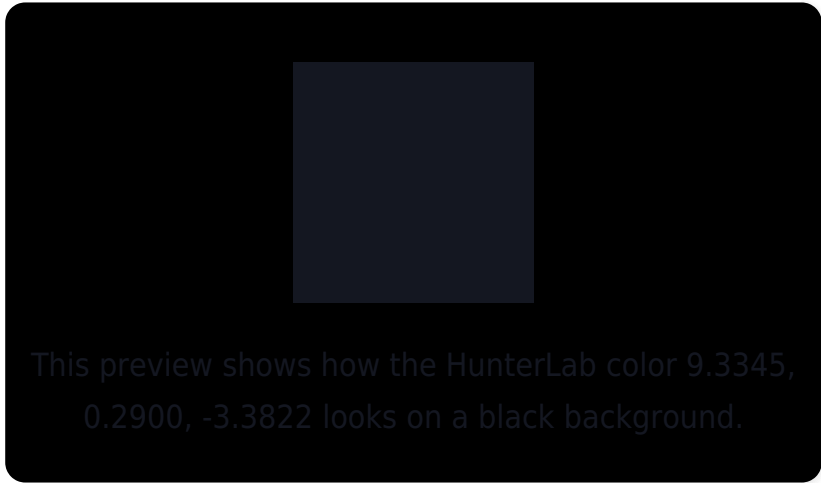 This preview shows how the HunterLab color 9.3345,
0.2900, -3.3822 looks on a black background.